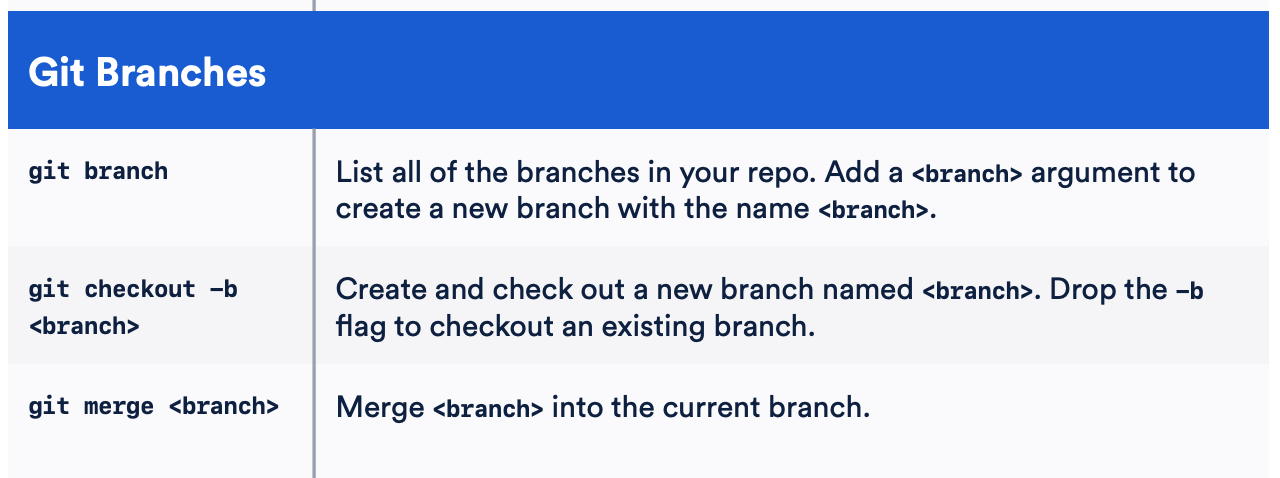 Git Branches
git branch
List all of the branches in your repo. Add a <branch> argument to
create a new branch with the name <branch>.
git checkout -b
<branch>
Create and check out a new branch named <branch>. Drop the -b
flag to checkout an existing branch.
git merge <branch>
Merge <branch> into the current branch.